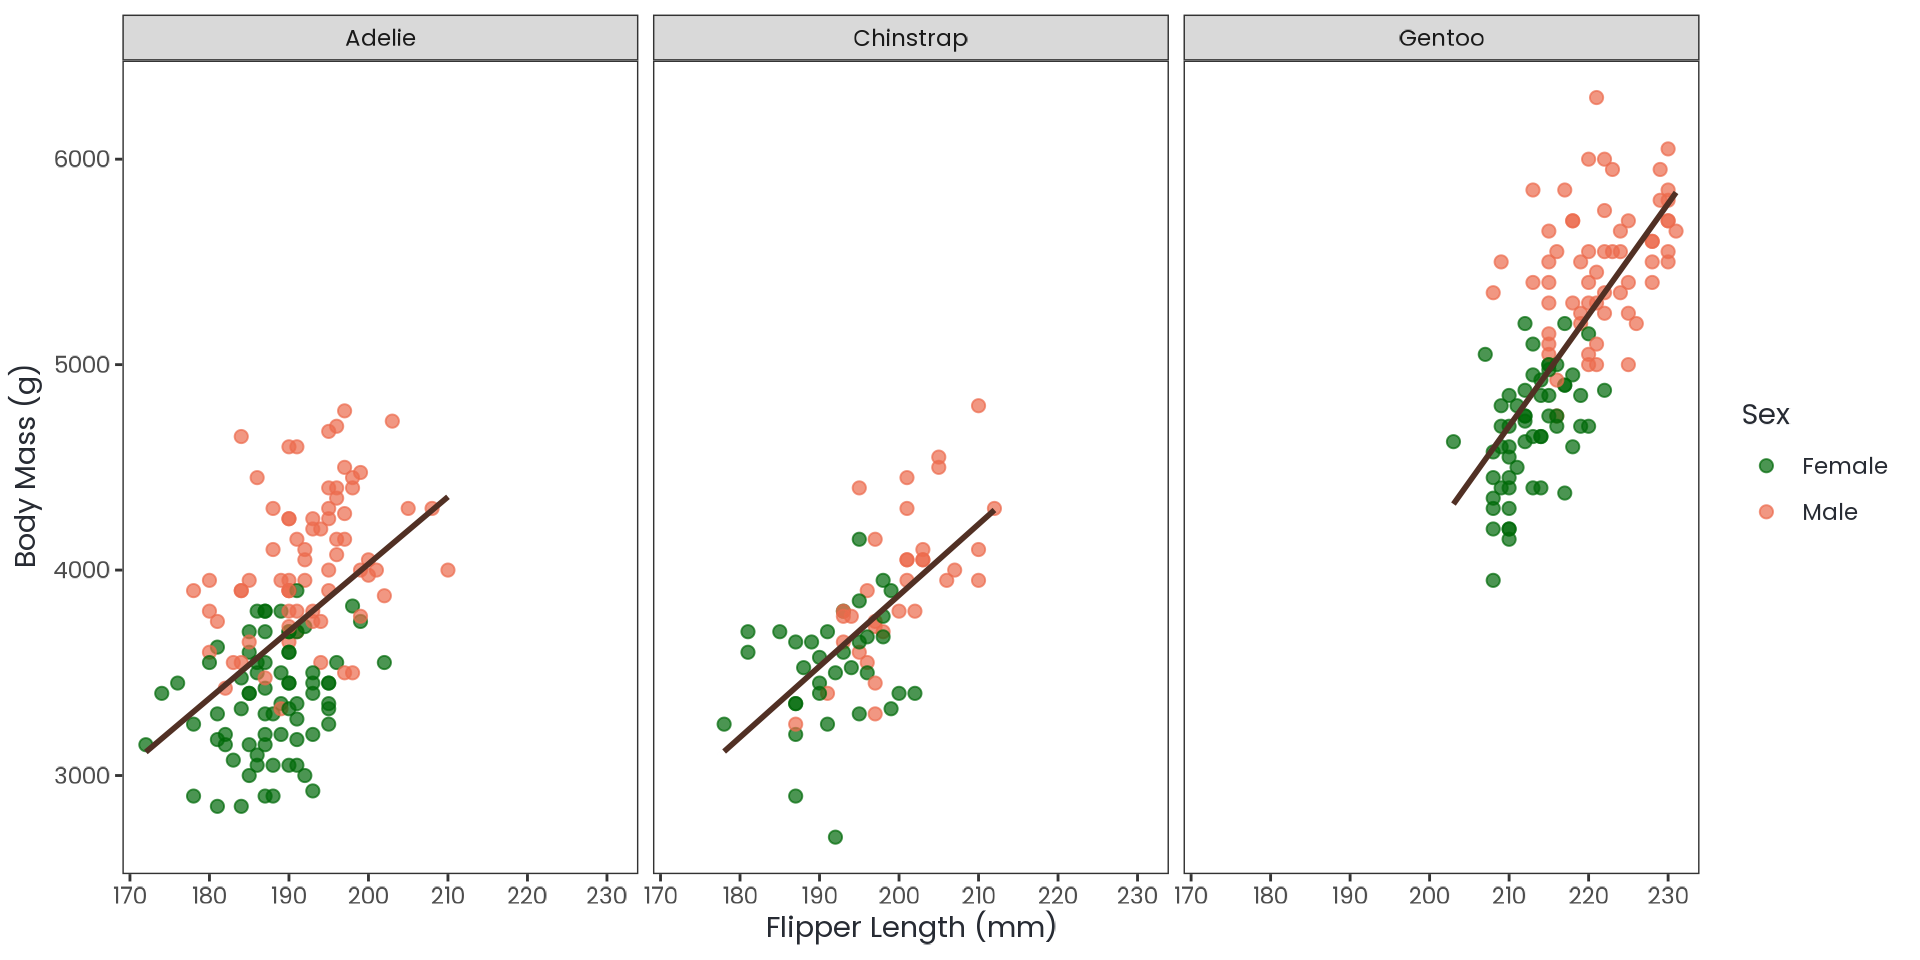 Adelie Chinstrap Gentoo
6000
5000
4000
3000
Body Mass (g)
170 180 190 200 210 220 230 170 180 190 200 210 220 230 170 180 190 200 210 220 230
Flipper Length (mm)
Sex
Female
Male